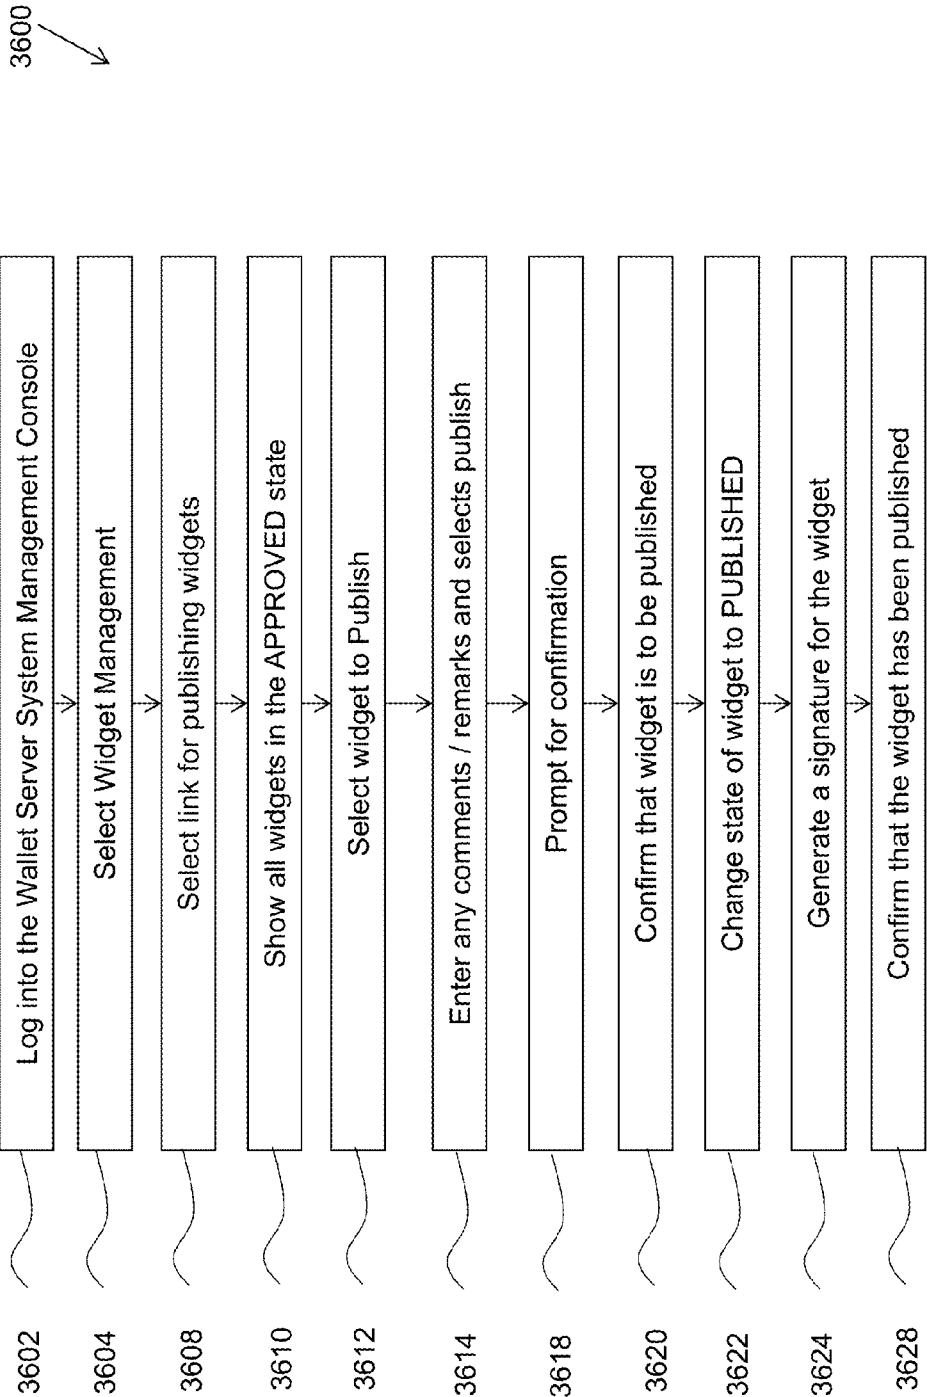 3600
3602
Log into the Wallet Server System Management Console
3604
Select Widget Management
3608
Select link for publishing widgets
3610
Show all widgets in the APPROVED state
3612
Select widget to Publish
3614
Enter any comments / remarks and selects publish
3618
Prompt for confirmation
3620
Confirm that widget is to be published
3622
Change state of widget to PUBLISHED
3624
Generate a signature for the widget
3628
Confirm that the widget has been published